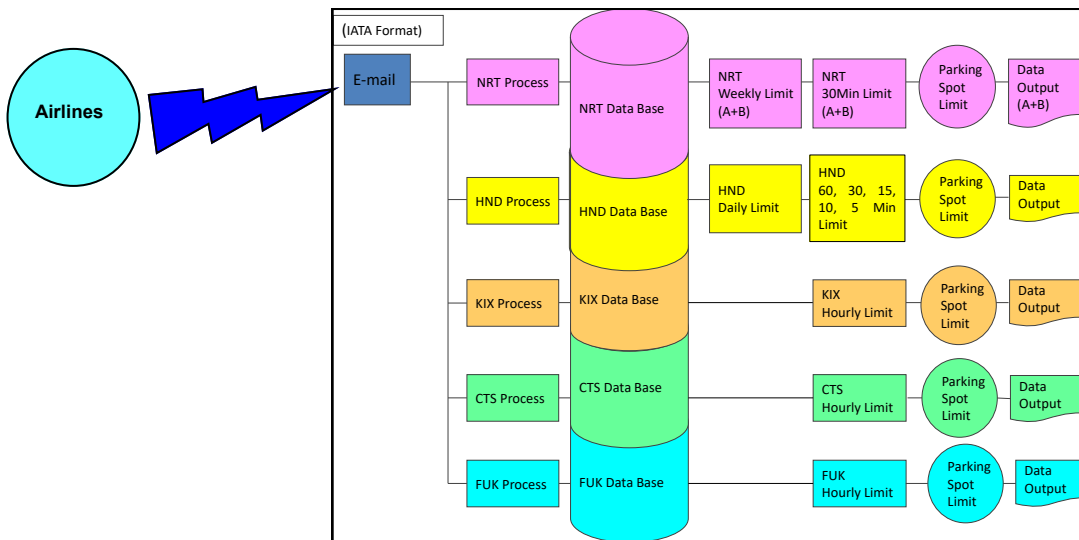 (IATA Format)
Airlines
E-mail
NRT Process
NRT Data Base
NRT
Weekly Limit
(A+B)
NRT
30Min Limit
(A+B)
Parking
Spot
Limit
Data
Output
(A+B)
HND Process
HND Data Base
HND
Daily Limit
HND
60, 30, 15,
10, 5 Min
Limit
Parking
Spot
Limit
Data
Output
KIX Process
KIX Data Base
KIX
Hourly Limit
Parking
Spot
Limit
Data
Output
CTS Process
CTS Data Base
CTS
Hourly Limit
Parking
Spot
Limit
Data
Output
FUK Process
FUK Data Base
FUK
Hourly Limit
Parking
Spot
Limit
Data
Output